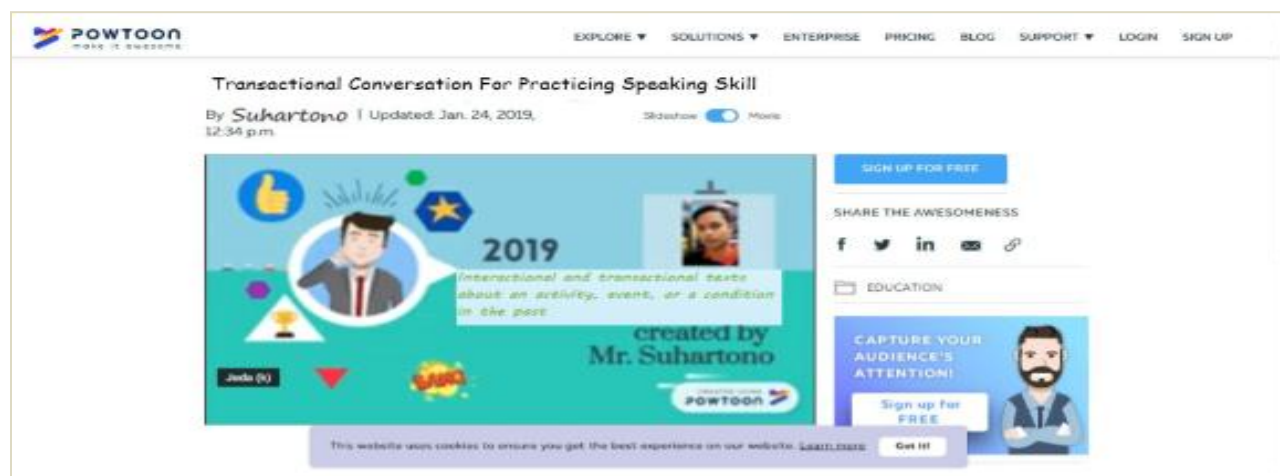 POWTOON
make it awesome
EXPLORE ▼ SOLUTIONS ▼ ENTERPRISE PRICING BLOG SUPPORT ▼ LOGIN SIGN UP
Transactional Conversation For Practicing Speaking Skill
By Suhartono | Updated: Jan. 24, 2019,
12:34 p.m.
Slideshow Movie
2019
Interactional and transactional texts
about an activity, event, or a condition
in the past
created by
Mr. Suhartono
Jeda (k)
BANG
CREATED USING
POWTOON
SIGN UP FOR FREE
SHARE THE AWESOMENESS
EDUCATION
CAPTURE YOUR
AUDIENCE'S
ATTENTION!
Sign up for
FREE
This website uses cookies to ensure you get the best experience on our website. Learn more Got it!